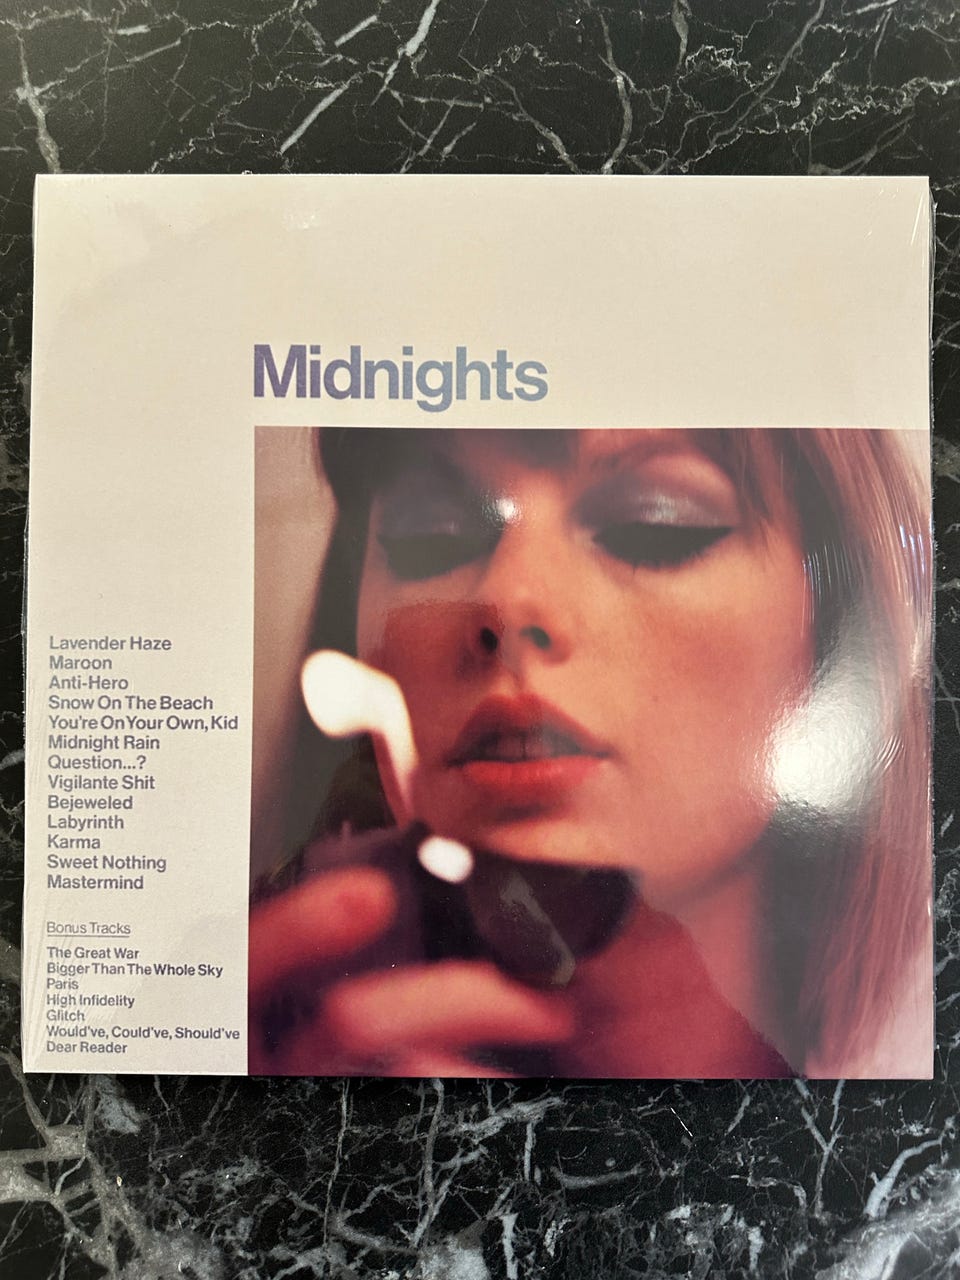 Midnights
Lavender Haze
Maroon
Anti-Hero
Snow On The Beach
You're On Your Own, Kid
Midnight Rain
Question...?
Vigilante Shit
Bejeweled
Labyrinth
Karma
Sweet Nothing
Mastermind
Bonus Tracks
The Great War
Bigger Than The Whole Sky
Paris
High Infidelity
Glitch
Would've, Could've, Should've
Dear Reader